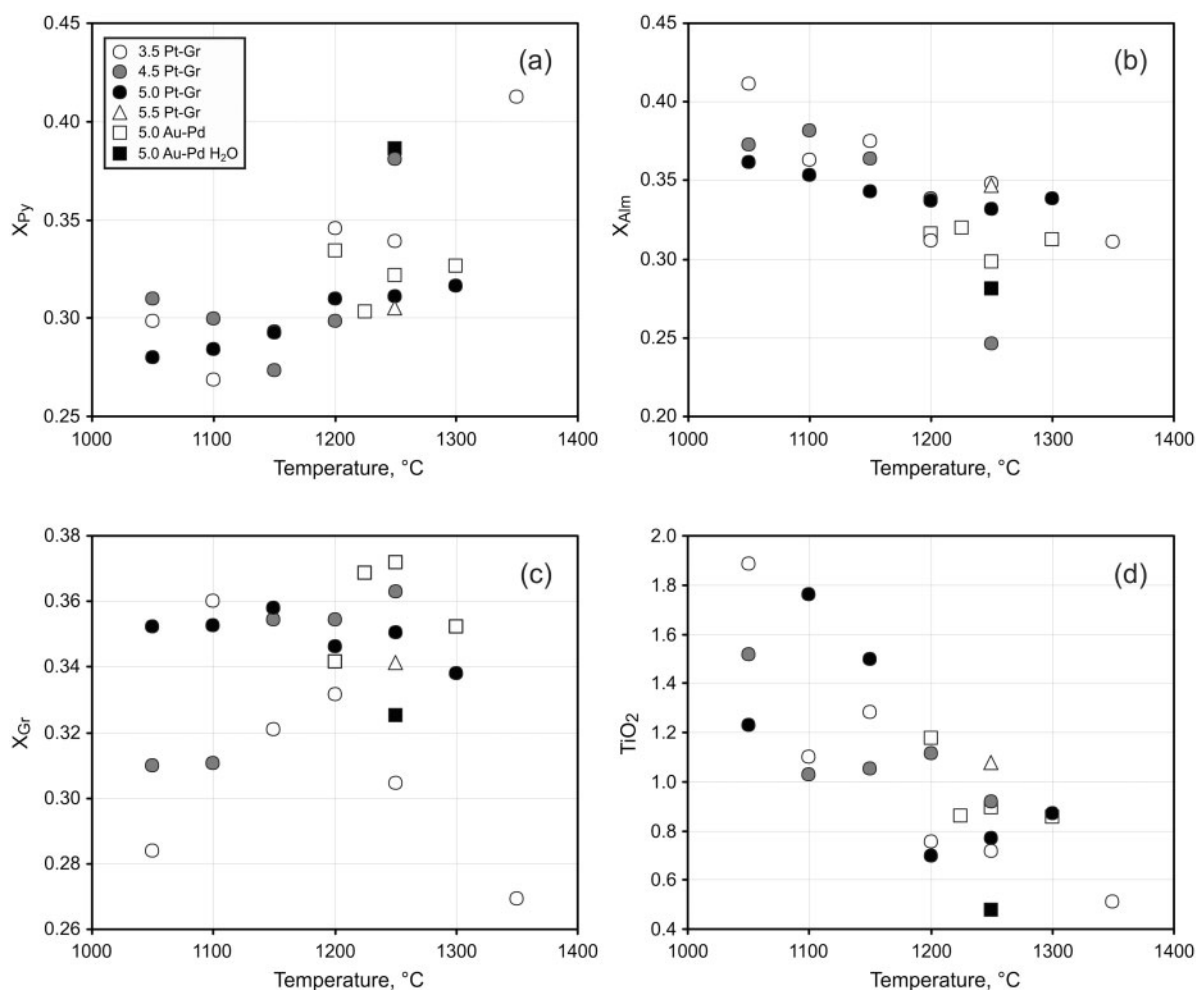 0.45
0.40
0.35
0.30
0.25
X_Py
(a)
3.5 Pt-Gr
4.5 Pt-Gr
5.0 Pt-Gr
5.5 Pt-Gr
5.0 Au-Pd
5.0 Au-Pd H₂O
1000 1100 1200 1300 1400
Temperature, °C
0.45
0.40
0.35
0.30
0.25
0.20
X_Alm
(b)
1000 1100 1200 1300 1400
Temperature, °C
0.38
0.36
0.34
0.32
0.30
0.28
0.26
X_Gr
(c)
1000 1100 1200 1300 1400
Temperature, °C
2.0
1.8
1.6
1.4
1.2
1.0
0.8
0.6
0.4
TiO₂
(d)
1000 1100 1200 1300 1400
Temperature, °C